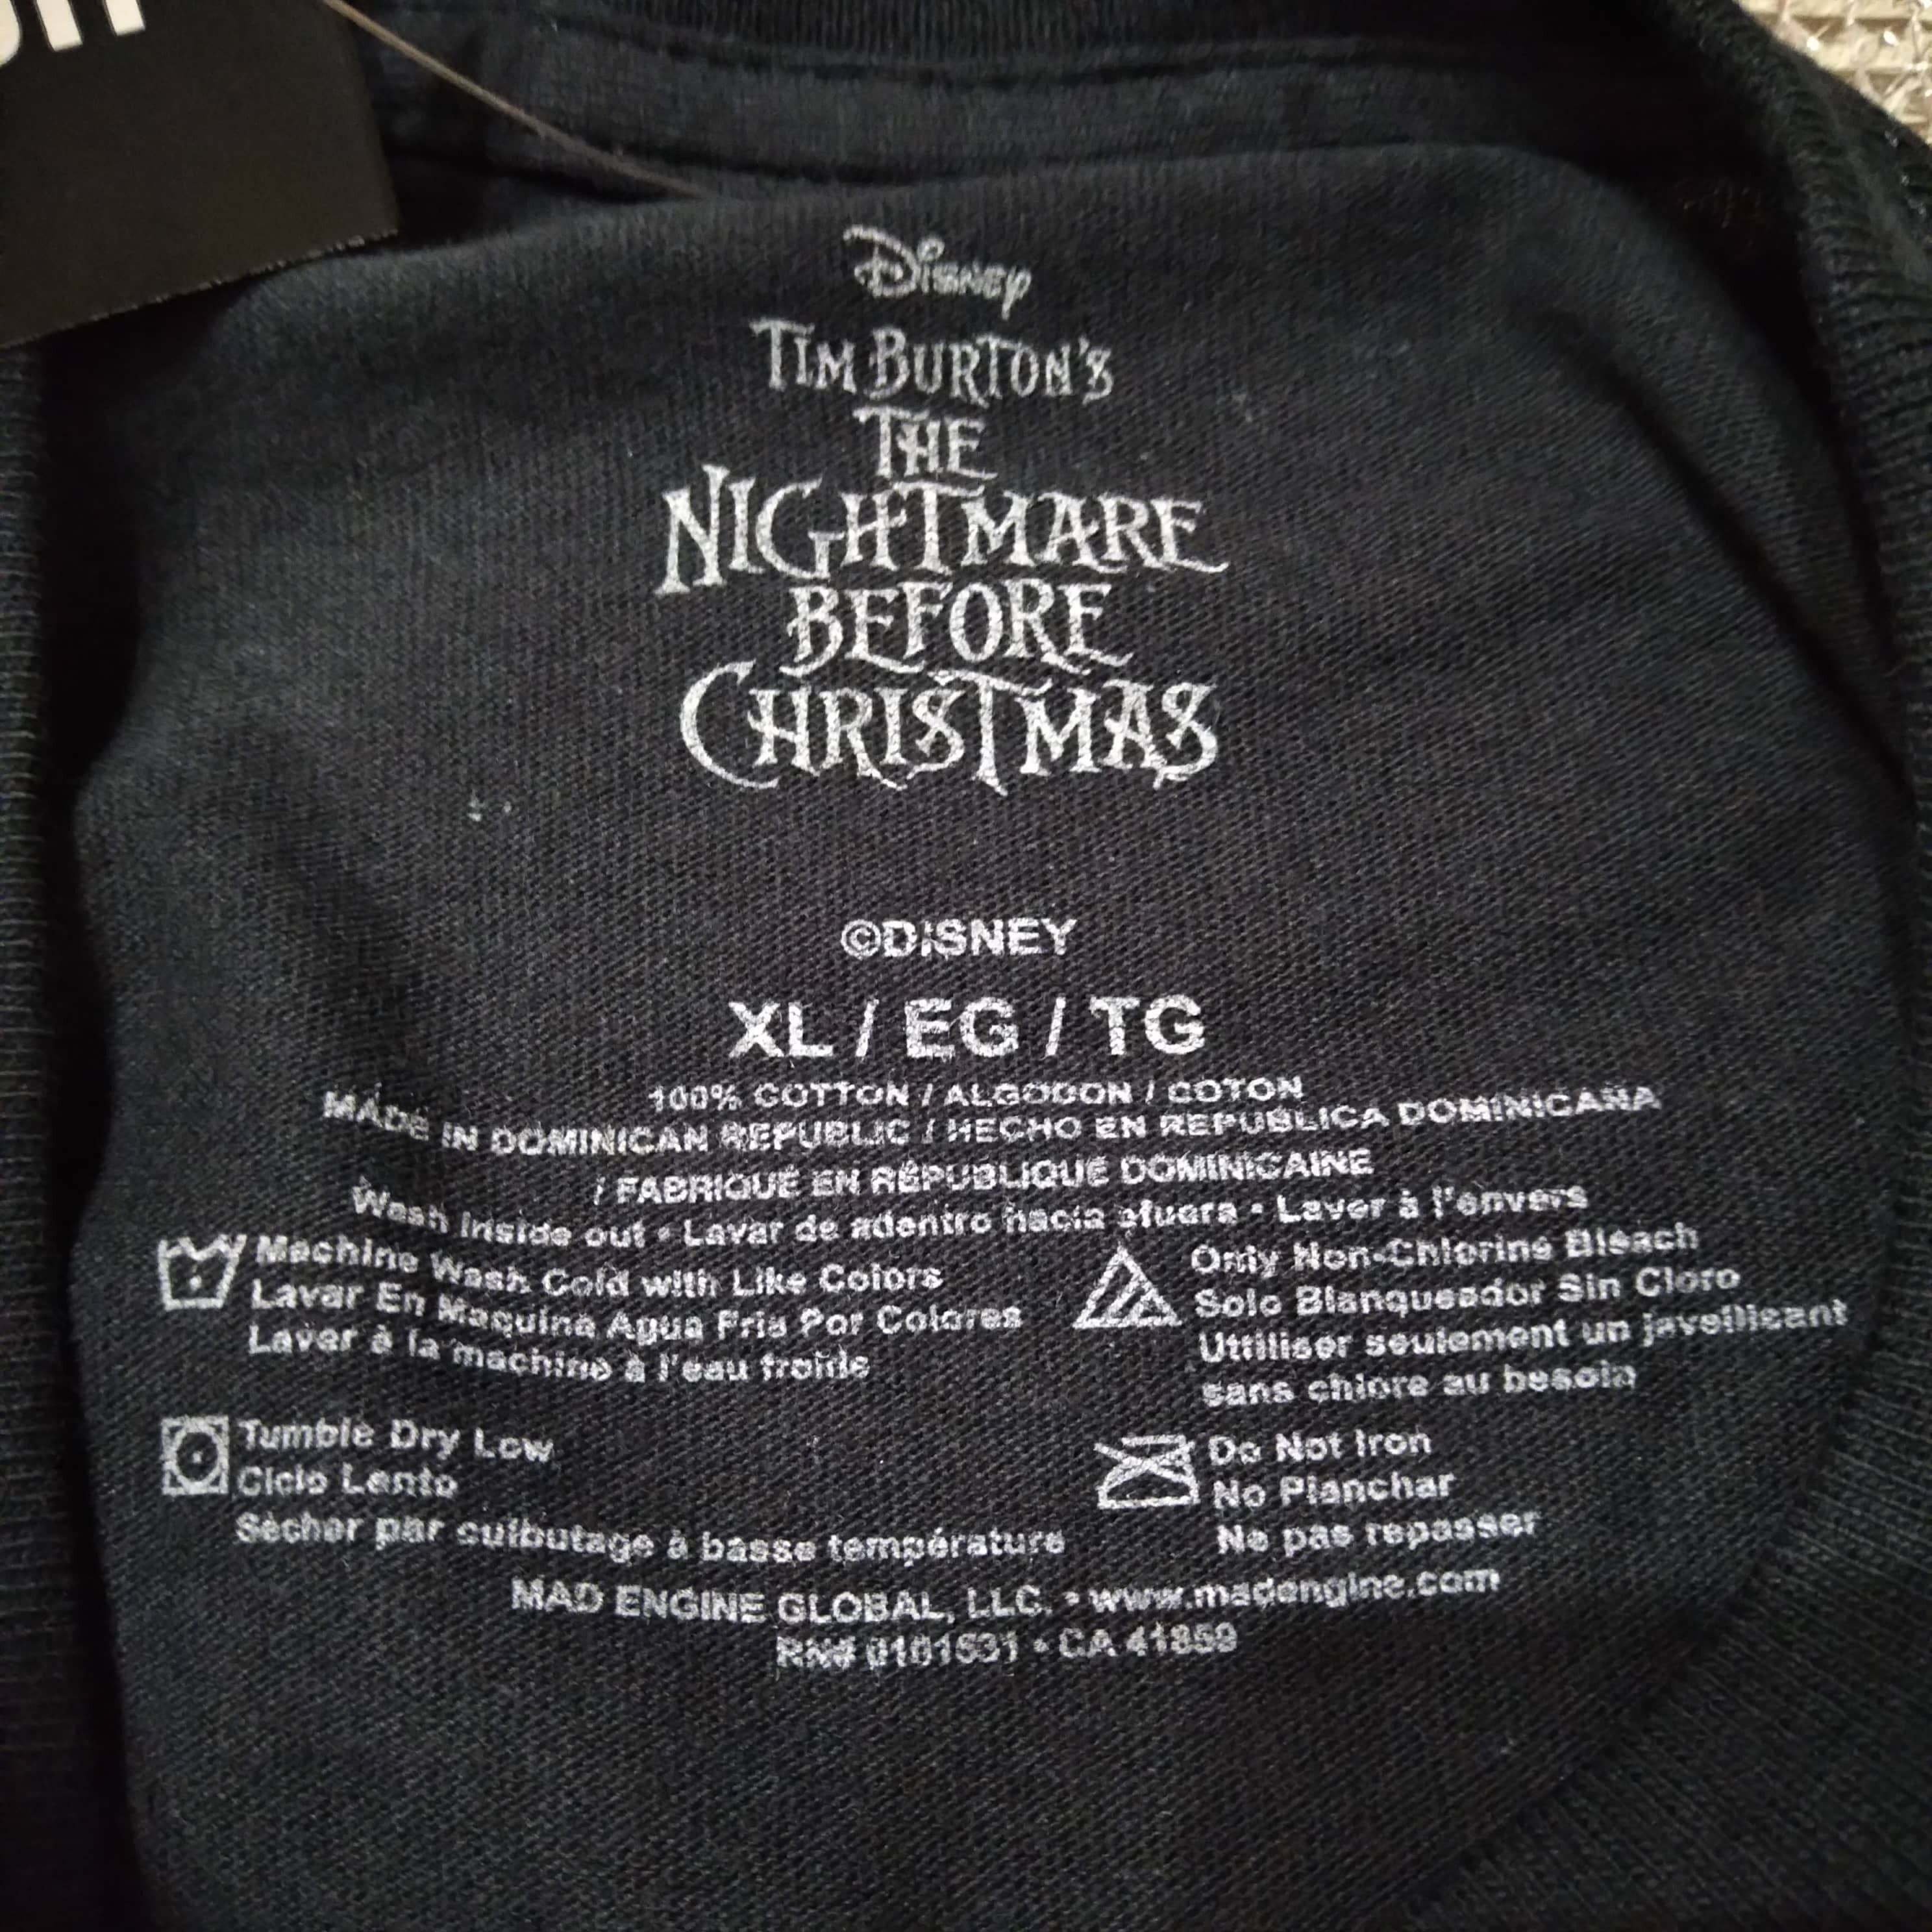 Disney
TIM BURTON'S
THE
NIGHTMARE
BEFORE
CHRISTMAS
©DISNEY
XL / EG / TG
100% COTTON / ALGODON / COTON
MADE IN DOMINICAN REPUBLIC / HECHO EN REPÚBLICA DOMINICANA
/ FABRIQUÉ EN RÉPUBLIQUE DOMINICAINE
Wash Inside out • Lavar de adentro hacia afuera • Laver à l'envers
Machine Wash Cold with Like Colors
Lavar En Maquina Agua Fria Por Colores
Laver à la machine à l'eau froide
Only Non-Chlorine Bleach
Solo Blanqueador Sin Cloro
Utiliser seulement un javellisant
sans chlore au besoin
Tumble Dry Low
Ciclo Lento
Sécher par culbutage à basse température
Do Not Iron
No Planchar
Ne pas repasser
MAD ENGINE GLOBAL, LLC. • www.madengine.com
RN# 0101531 • CA 41859